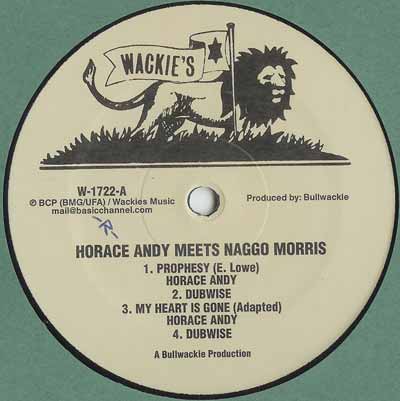 WACKIE'S
W-1722-A
℗ BCP (BMG/UFA) / Wackies Music
mail@basicchannel.com
Produced by: Bullwackie
-R-
HORACE ANDY MEETS NAGGO MORRIS
1. PROPHESY (E. Lowe)
HORACE ANDY
2. DUBWISE
3. MY HEART IS GONE (Adapted)
HORACE ANDY
4. DUBWISE
A Bullwackie Production